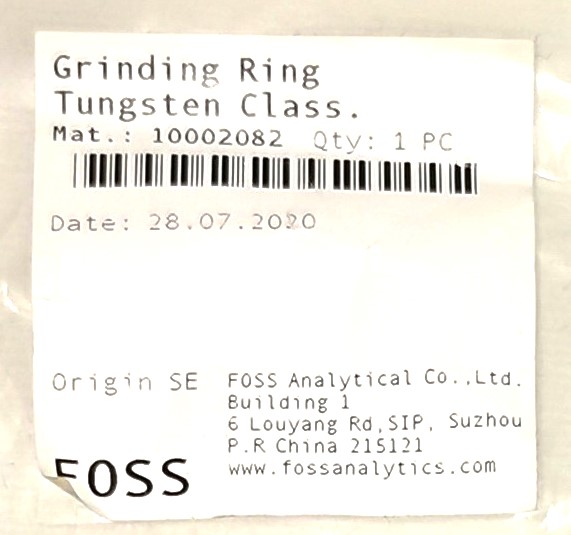 Grinding Ring
Tungsten Class.
Mat.: 10002082 Qty: 1 PC
Date: 28.07.2020
Origin SE
FOSS Analytical Co.,Ltd.
Building 1
6 Louyang Rd,SIP, Suzhou
P.R China 215121
www.fossanalytics.com
FOSS